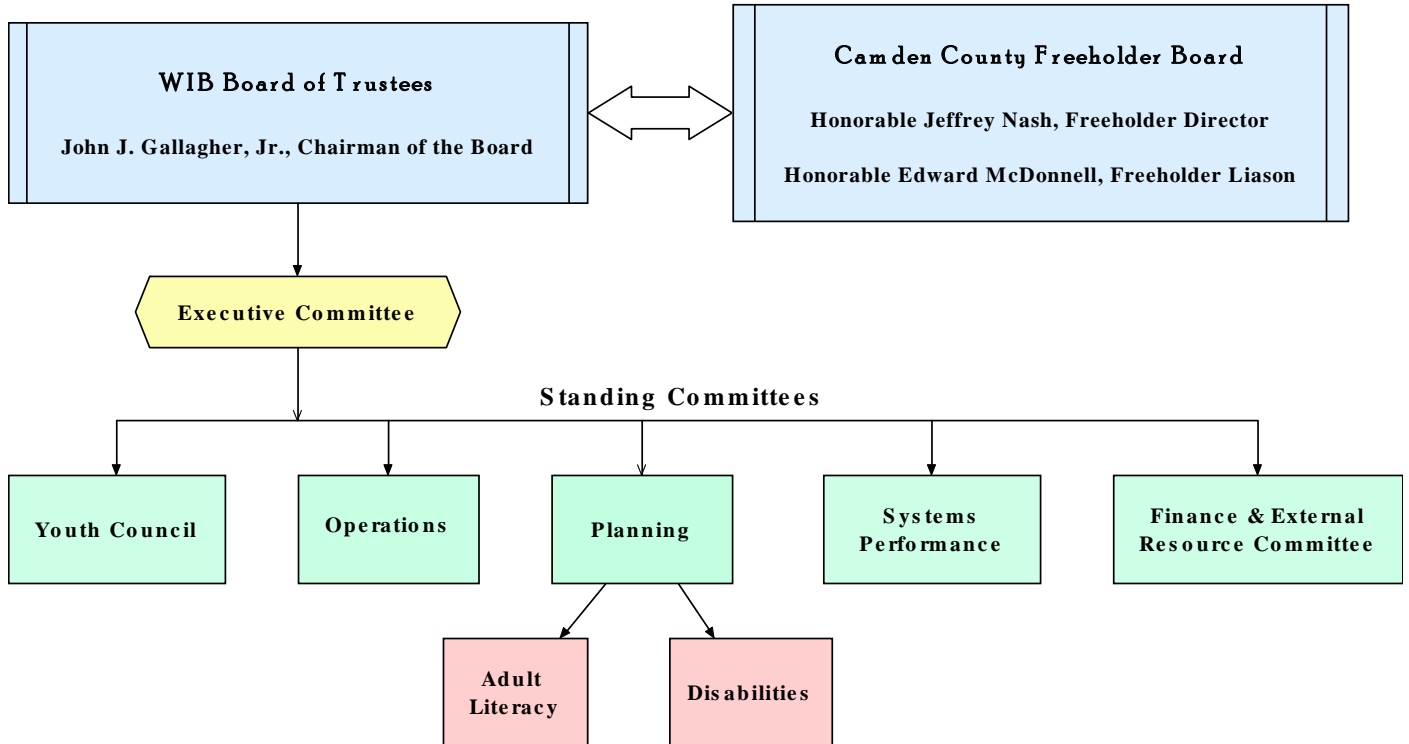 WIB Board of Trustees
John J. Gallagher, Jr., Chairman of the Board
Camden County Freeholder Board
Honorable Jeffrey Nash, Freeholder Director
Honorable Edward McDonnell, Freeholder Liason
Executive Committee
Standing Committees
Youth Council
Operations
Planning
Systems
Performance
Finance & External
Resource Committee
Adult
Literacy
Disabilities